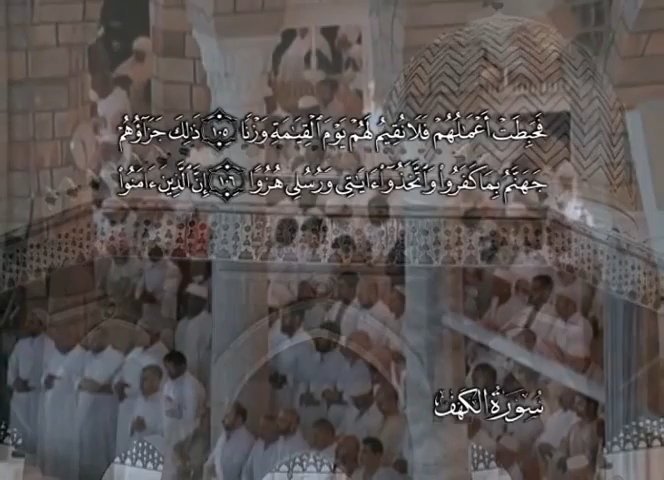 فَحَبِطَتْ أَعْمَـٰلُهُمْ فَلَا نُقِيمُ لَهُمْ يَوْمَ ٱلْقِيَـٰمَةِ وَزْنًا ١٠٥ ذَٰلِكَ جَزَآؤُهُمْ
جَهَنَّمُ بِمَا كَفَرُوا۟ وَٱتَّخَذُوٓا۟ ءَايَـٰتِى وَرُسُلِى هُزُوًا ١٠٦ إِنَّ ٱلَّذِينَ ءَامَنُوا۟
سُورَةُ الكَهْف